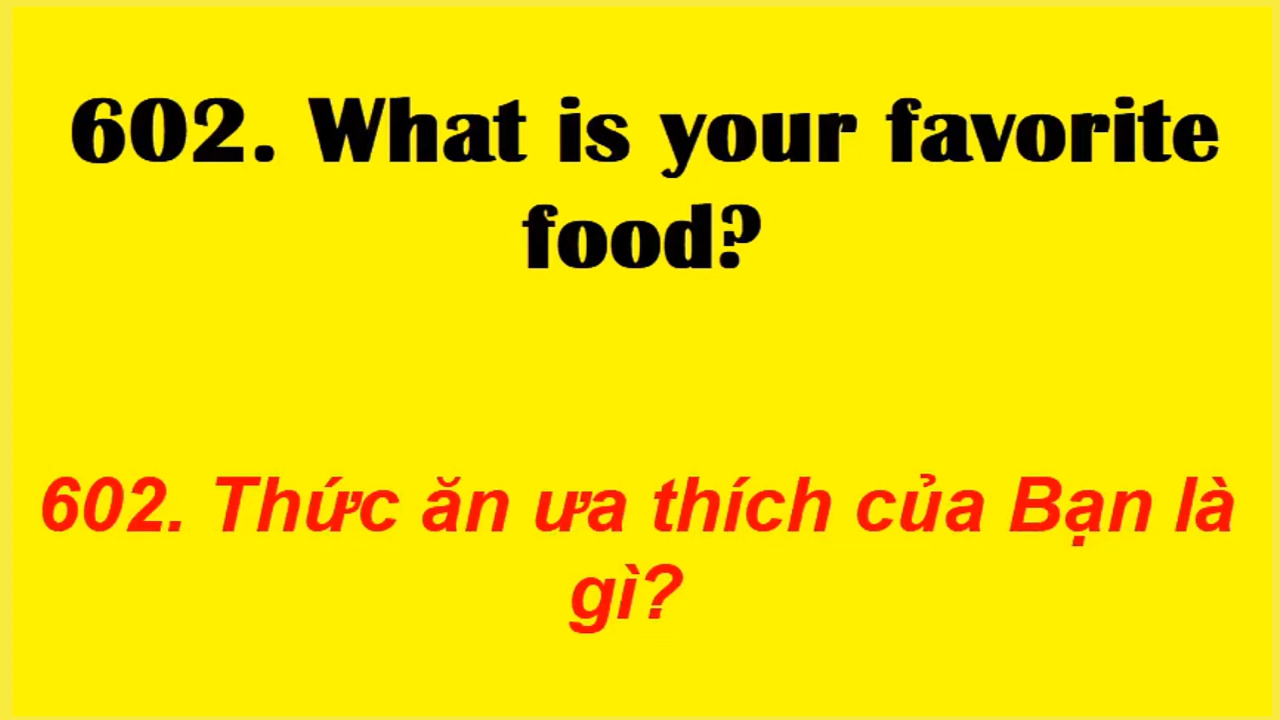 602. What is your favorite
food?
602. Thức ăn ưa thích của Bạn là
gì?